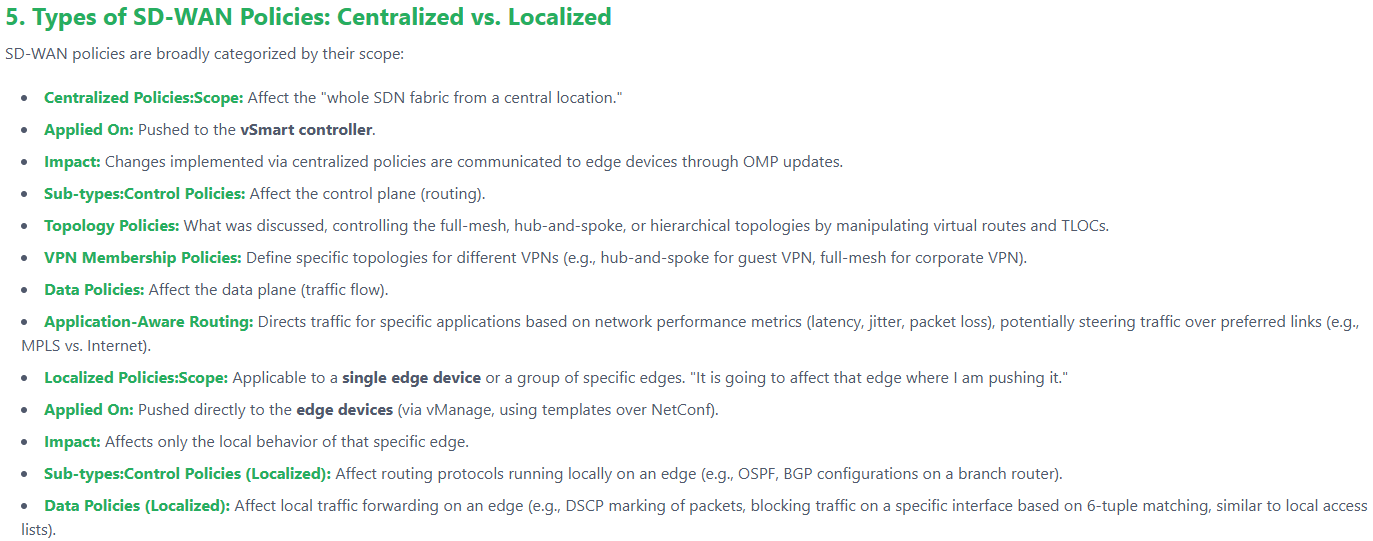 5. Types of SD-WAN Policies: Centralized vs. Localized
SD-WAN policies are broadly categorized by their scope:
• Centralized Policies:Scope: Affect the "whole SDN fabric from a central location."
• Applied On: Pushed to the vSmart controller.
• Impact: Changes implemented via centralized policies are communicated to edge devices through OMP updates.
• Sub-types:Control Policies: Affect the control plane (routing).
• Topology Policies: What was discussed, controlling the full-mesh, hub-and-spoke, or hierarchical topologies by manipulating virtual routes and TLOCs.
• VPN Membership Policies: Define specific topologies for different VPNs (e.g., hub-and-spoke for guest VPN, full-mesh for corporate VPN).
• Data Policies: Affect the data plane (traffic flow).
• Application-Aware Routing: Directs traffic for specific applications based on network performance metrics (latency, jitter, packet loss), potentially steering traffic over preferred links (e.g.,
MPLS vs. Internet).
• Localized Policies:Scope: Applicable to a single edge device or a group of specific edges. "It is going to affect that edge where I am pushing it."
• Applied On: Pushed directly to the edge devices (via vManage, using templates over NetConf).
• Impact: Affects only the local behavior of that specific edge.
• Sub-types:Control Policies (Localized): Affect routing protocols running locally on an edge (e.g., OSPF, BGP configurations on a branch router).
• Data Policies (Localized): Affect local traffic forwarding on an edge (e.g., DSCP marking of packets, blocking traffic on a specific interface based on 6-tuple matching, similar to local access
lists).